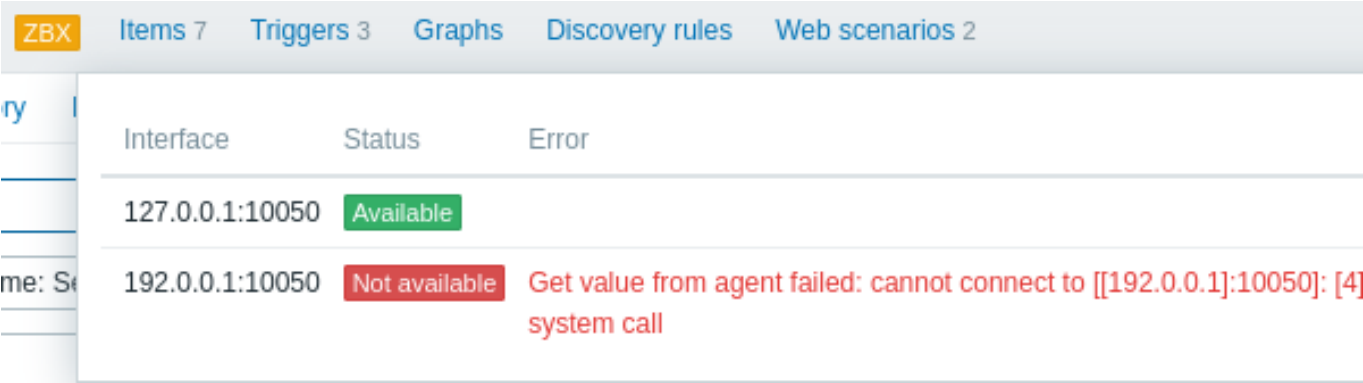 ZBX Items 7 Triggers 3 Graphs Discovery rules Web scenarios 2
Interface Status Error
127.0.0.1:10050 Available
me: 192.0.0.1:10050 Not available Get value from agent failed: cannot connect to [[192.0.0.1]:10050]: [4]
system call